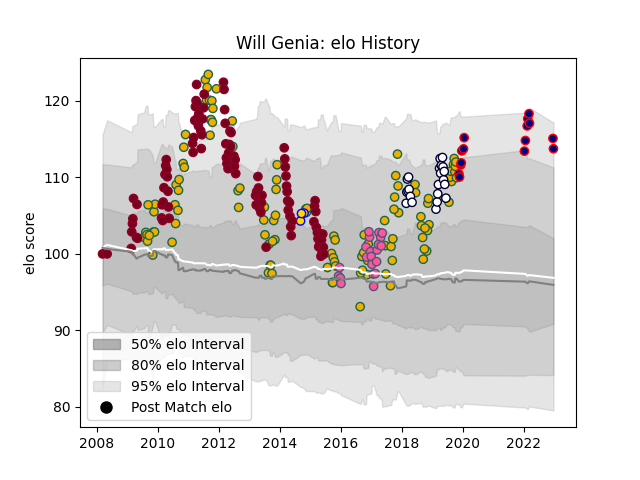 Will Genia: elo History
elo score
120
110
100
90
80
50% elo Interval
80% elo Interval
95% elo Interval
Post Match elo
2008 2010 2012 2014 2016 2018 2020 2022